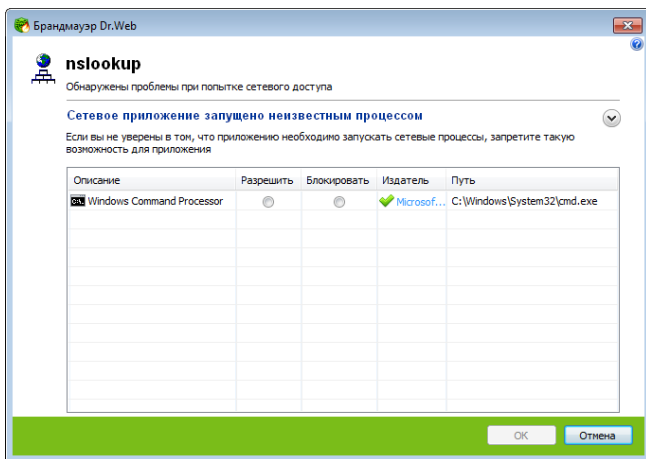 Брандмауэр Dr.Web
nslookup
Обнаружены проблемы при попытке сетевого доступа
Сетевое приложение запущено неизвестным процессом
Если вы не уверены в том, что приложению необходимо запускать сетевые процессы, запретите такую
возможность для приложения
Описание Разрешить Блокировать Издатель Путь
Windows Command Processor Microsof... C:\Windows\System32\cmd.exe
OK Отмена